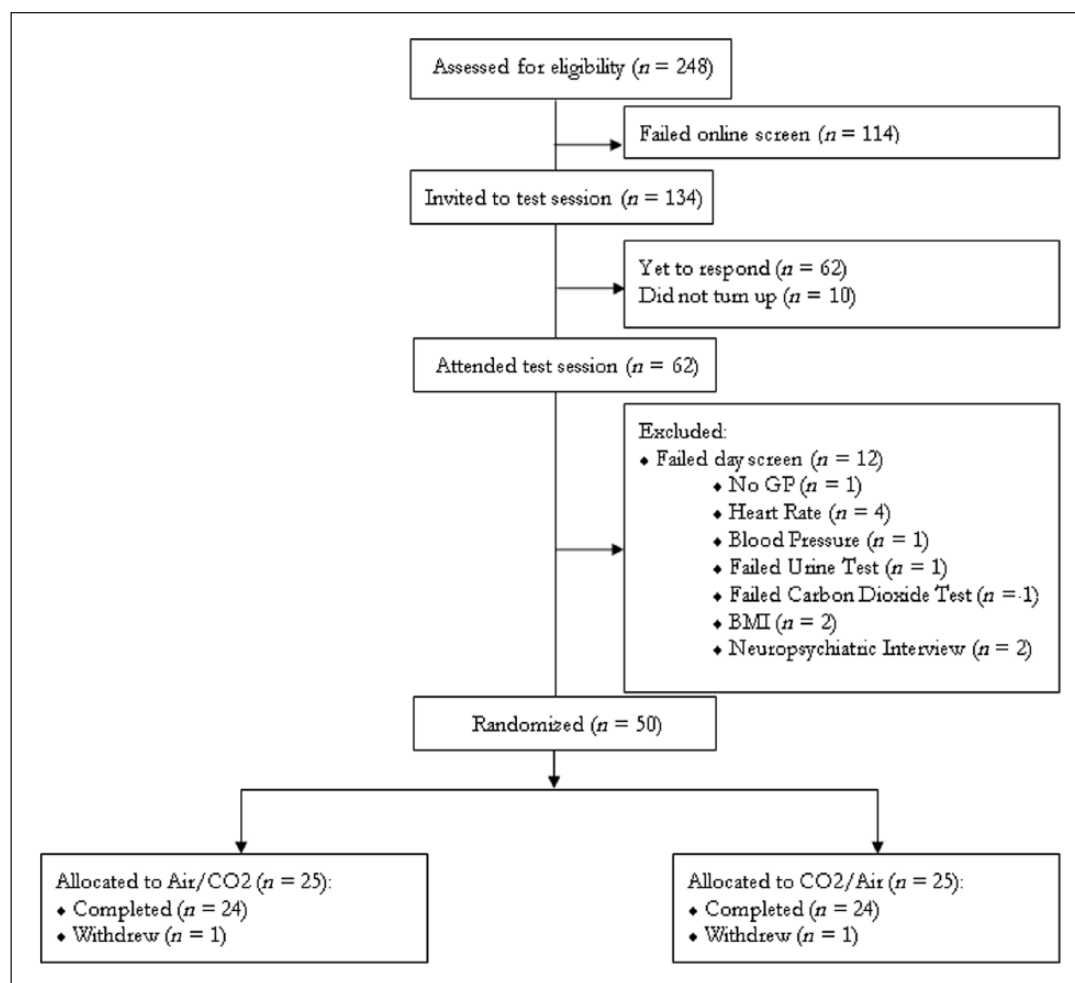 Assessed for eligibility (n = 248)
Failed online screen (n = 114)
Invited to test session (n = 134)
Yet to respond (n = 62)
Did not turn up (n = 10)
Attended test session (n = 62)
Excluded:
◆ Failed day screen (n = 12)
◆ No GP (n = 1)
◆ Heart Rate (n = 4)
◆ Blood Pressure (n = 1)
◆ Failed Urine Test (n = 1)
◆ Failed Carbon Dioxide Test (n = 1)
◆ BMI (n = 2)
◆ Neuropsychiatric Interview (n = 2)
Randomized (n = 50)
Allocated to Air/CO2 (n = 25):
◆ Completed (n = 24)
◆ Withdrew (n = 1)
Allocated to CO2/Air (n = 25):
◆ Completed (n = 24)
◆ Withdrew (n = 1)